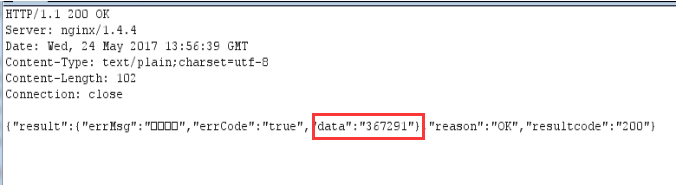 HTTP/1.1 200 OK
Server: nginx/1.4.4
Date: Wed, 24 May 2017 13:56:39 GMT
Content-Type: text/plain;charset=utf-8
Content-Length: 102
Connection: close
{"result":{"errMsg":"□□□□","errCode":"true","data":"367291"},"reason":"OK","resultcode":"200"}